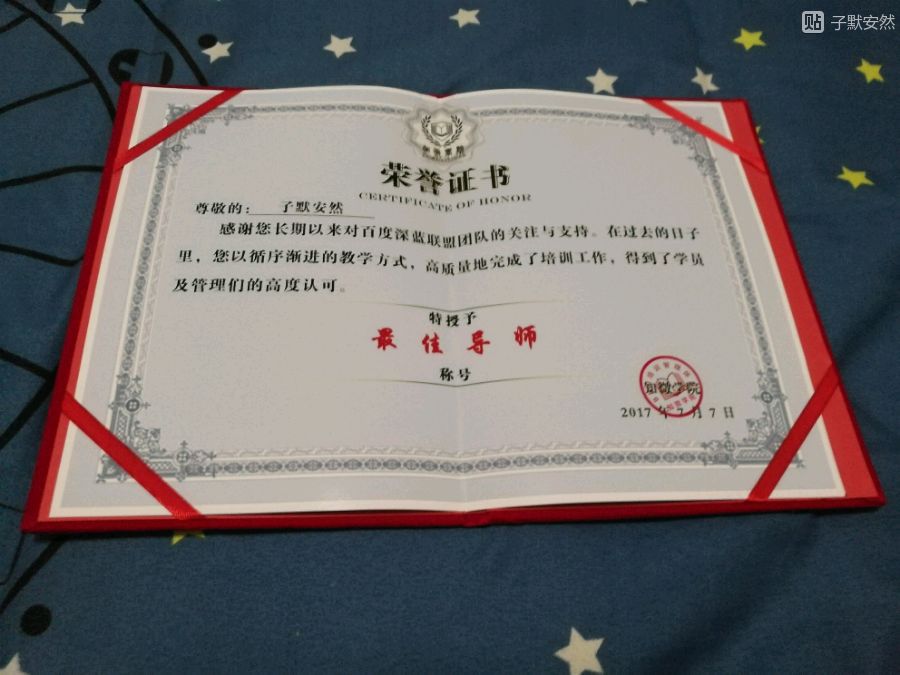 贴 子默安然
荣誉证书
CERTIFICATE OF HONOR
尊敬的：子默安然
感谢您长期以来对百度深蓝联盟团队的关注与支持。在过去的日子
里，您以循序渐进的教学方式，高质量地完成了培训工作，得到了学员
及管理们的高度认可。
特授予
最佳导师
称号
知微学院
2017年7月7日